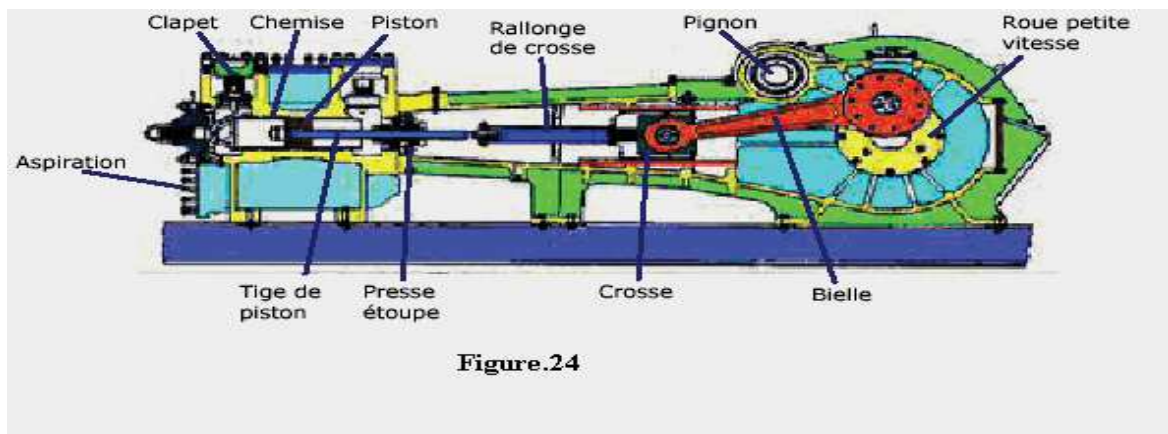 Clapet
Chemise
Piston
Rallonge
de crosse
Pignon
Roue petite
vitesse
Aspiration
Tige de
piston
Presse
étoupe
Crosse
Bielle
Figure.24